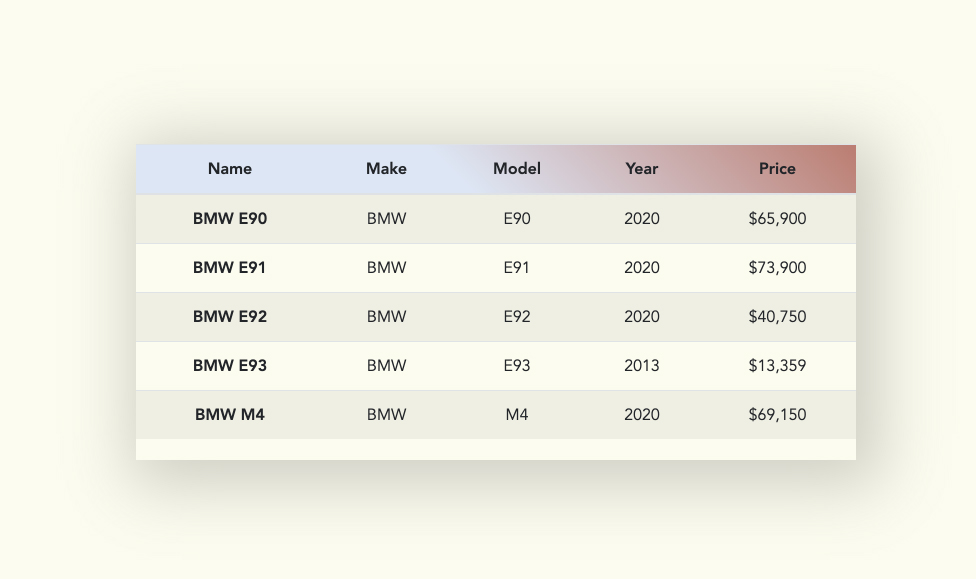 Name Make Model Year Price
BMW E90 BMW E90 2020 $65,900
BMW E91 BMW E91 2020 $73,900
BMW E92 BMW E92 2020 $40,750
BMW E93 BMW E93 2013 $13,359
BMW M4 BMW M4 2020 $69,150